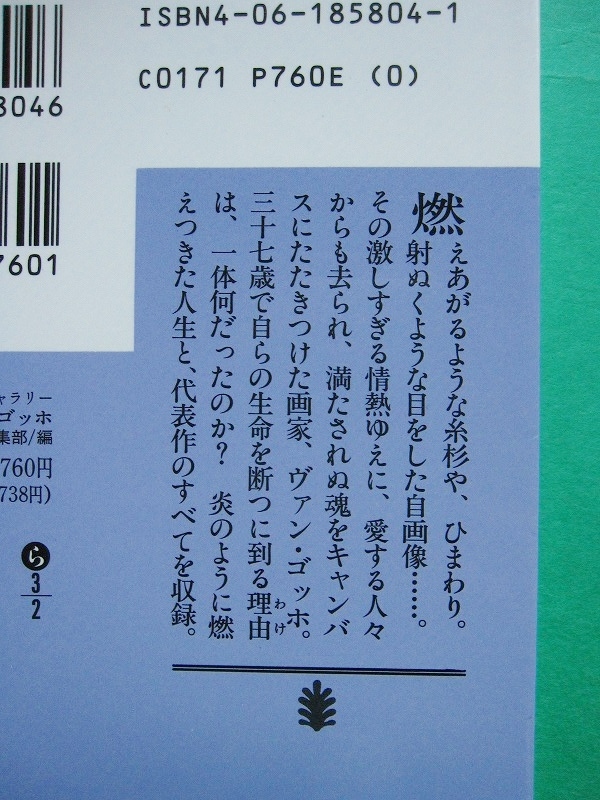 ISBN4-06-185804-1
C0171 P760E (0)
8046
7601
燃えあがるような糸杉や、ひまわり。
射ぬくような目をした自画像……。
その激しすぎる情熱ゆえに、愛する人々
からも去られ、満たされぬ魂をキャンバ
スにたたきつけた画家、ヴァン・ゴッホ。
三十七歳で自らの生命を断つに到る理由わけ
は、一体何だったのか? 炎のように燃
えつきた人生と、代表作のすべてを収録。
ャラリー
ゴッホ
集部/編
760円
738円)
ら
3
2